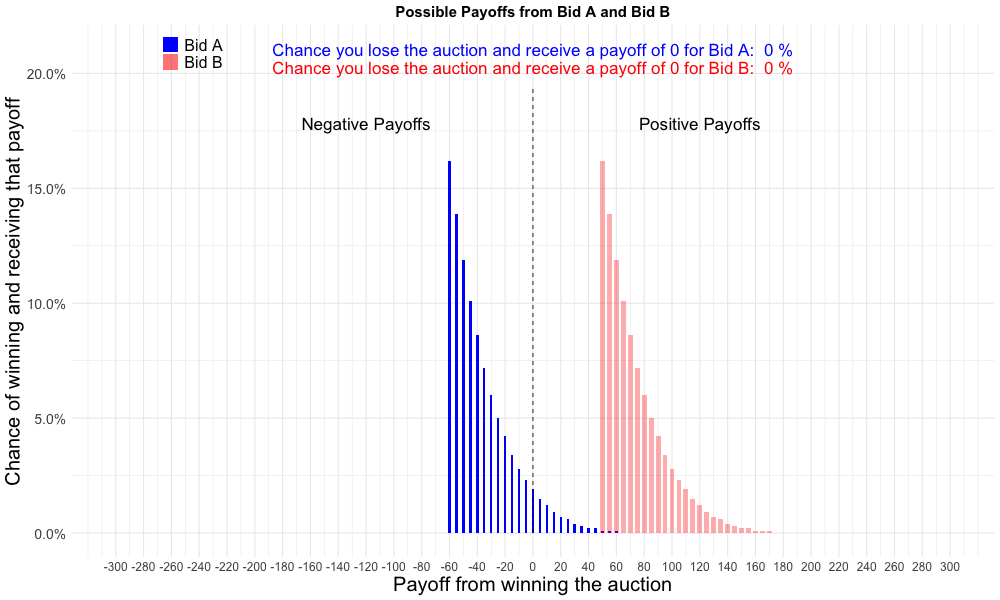 Possible Payoffs from Bid A and Bid B
Bid A
Bid B
Chance you lose the auction and receive a payoff of 0 for Bid A:  0 %
Chance you lose the auction and receive a payoff of 0 for Bid B:  0 %
Negative Payoffs
Positive Payoffs
Chance of winning and receiving that payoff
20.0%
15.0%
10.0%
5.0%
0.0%
-300 -280 -260 -240 -220 -200 -180 -160 -140 -120 -100 -80 -60 -40 -20 0 20 40 60 80 100 120 140 160 180 200 220 240 260 280 300
Payoff from winning the auction